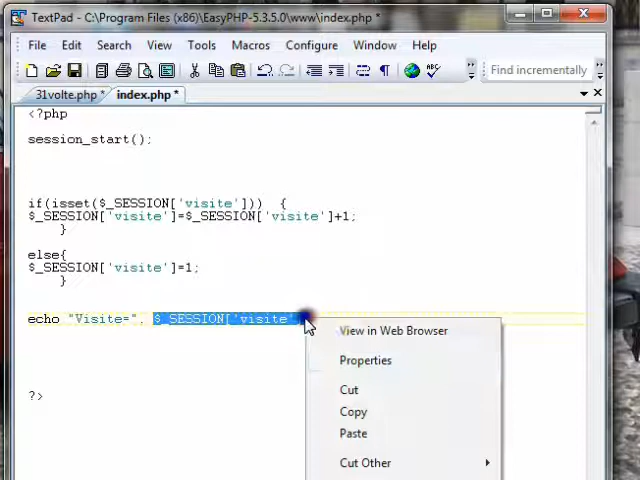 TextPad - C:\Program Files (x86)\EasyPHP-5.3.5.0\www\index.php *
File Edit Search View Tools Macros Configure Window Help
Find incrementally
31volte.php * index.php *
<?php
session_start();
if(isset($_SESSION['visite'])) {
$_SESSION['visite']=$_SESSION['visite']+1;
}
else{
$_SESSION['visite']=1;
}
echo "Visite=", $_SESSION['visite'
?>
View in Web Browser
Properties
Cut
Copy
Paste
Cut Other